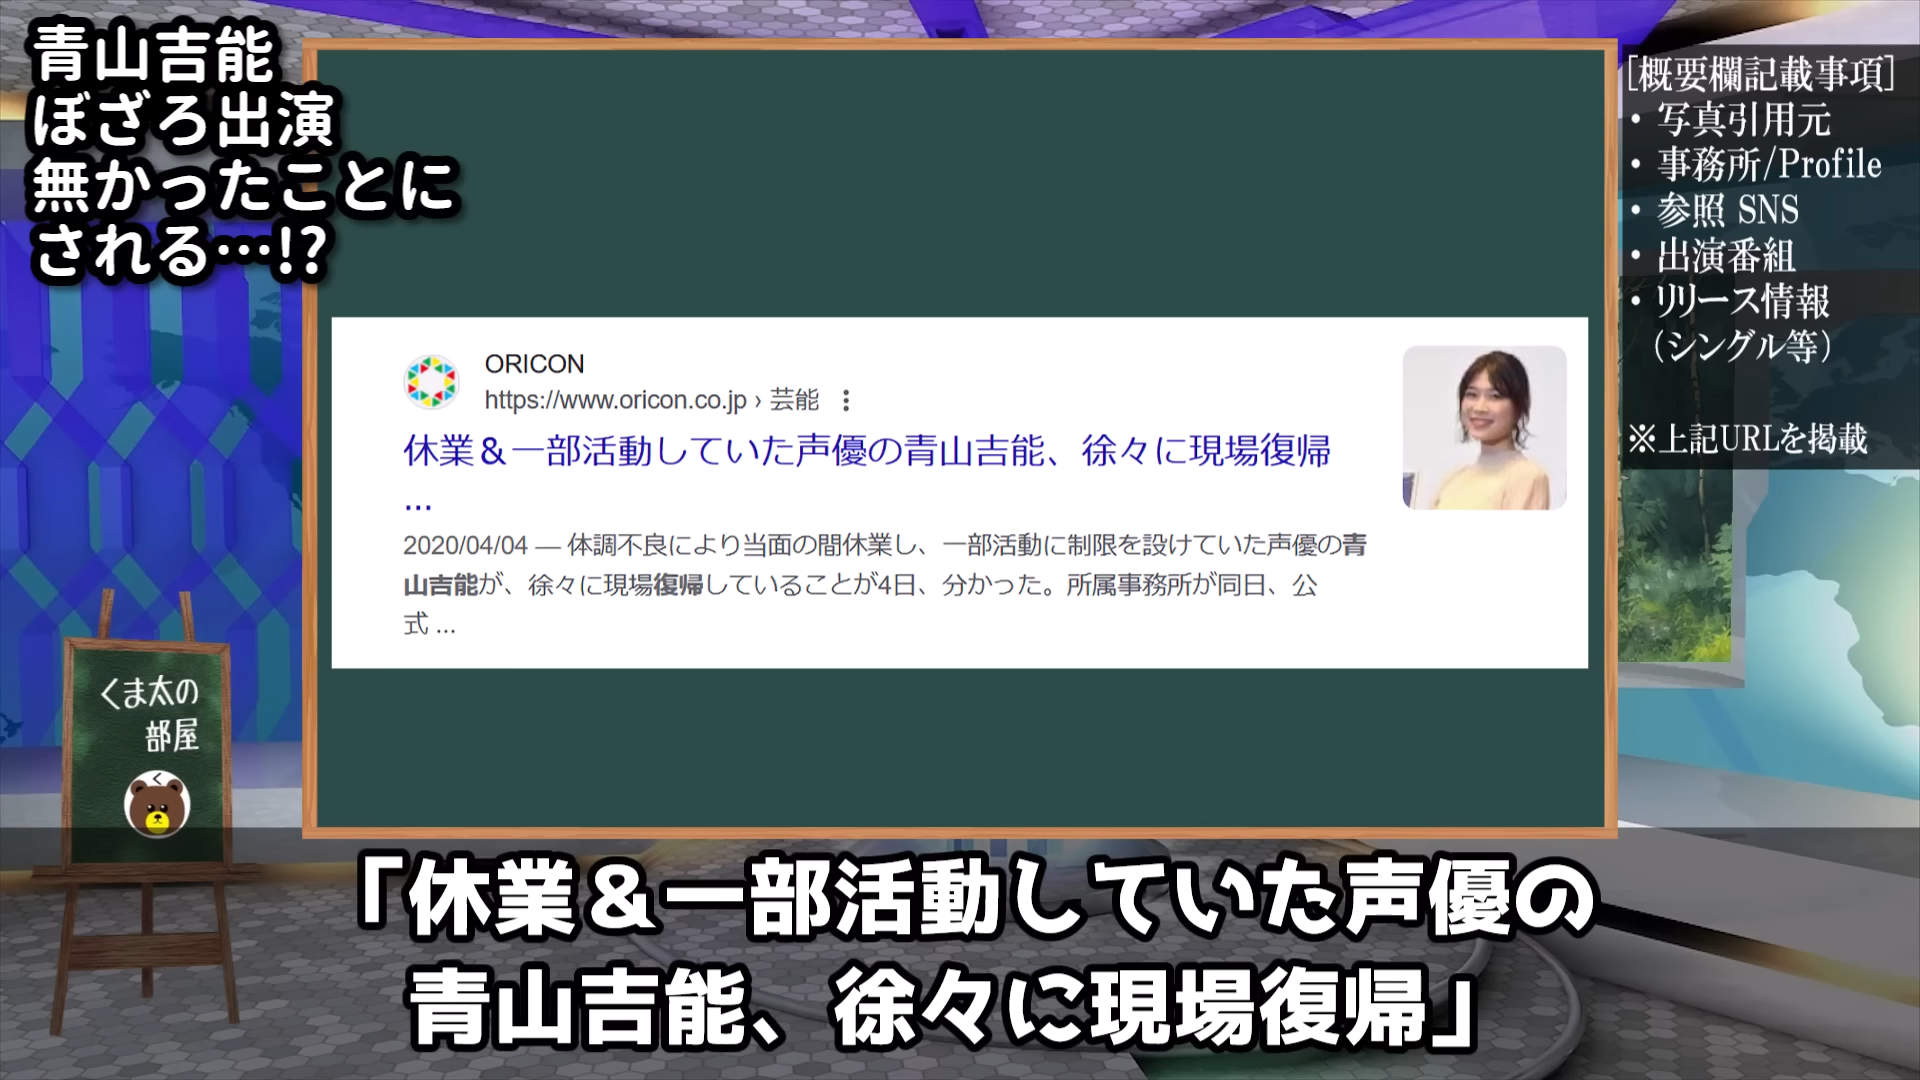 青山吉能
ぼざろ出演
無かったことに
される…!?
[概要欄記載事項]
・写真引用元
・事務所/Profile
・参照 SNS
・出演番組
・リリース情報
（シングル等）
※上記URLを掲載
ORICON
https://www.oricon.co.jp › 芸能
休業＆一部活動していた声優の青山吉能、徐々に現場復帰
...
2020/04/04 — 体調不良により当面の間休業し、一部活動に制限を設けていた声優の青
山吉能が、徐々に現場復帰していることが4日、分かった。所属事務所が同日、公
式 ...
くま太の
部屋
く
「休業＆一部活動していた声優の
青山吉能、徐々に現場復帰」